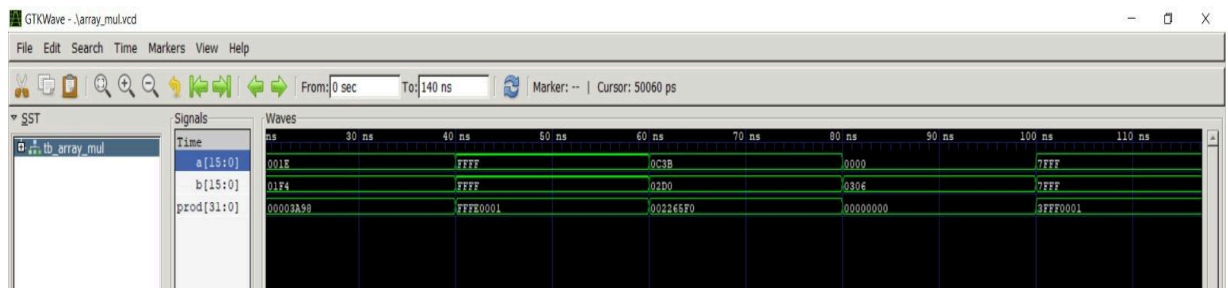 GTKWave - .\array_mul.vcd
File Edit Search Time Markers View Help
From: 0 sec To: 140 ns Marker: -- | Cursor: 50060 ps
SST
tb_array_mul
Signals
Time
a[15:0]
b[15:0]
prod[31:0]
Waves
ns 30 ns 40 ns 50 ns 60 ns 70 ns 80 ns 90 ns 100 ns 110 ns
001E FFFF 0C3B 0000 7FFF
01F4 FFFF 02D0 0306 7FFF
00003A98 FFFE0001 002265F0 00000000 3FFF0001